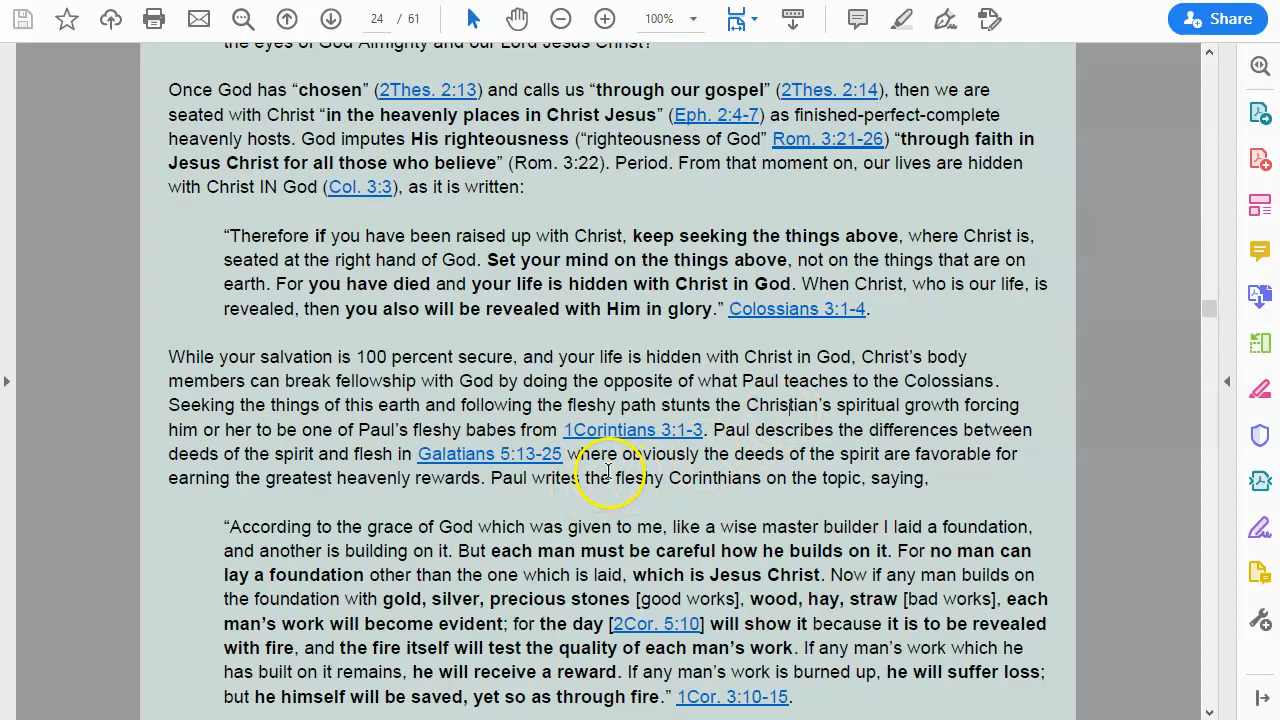 24 / 61
100%
Share
the eyes of God Almighty and our Lord Jesus Christ?
Once God has “chosen” (2Thes. 2:13) and calls us “through our gospel” (2Thes. 2:14), then we are
seated with Christ “in the heavenly places in Christ Jesus” (Eph. 2:4-7) as finished-perfect-complete
heavenly hosts. God imputes His righteousness (“righteousness of God” Rom. 3:21-26) “through faith in
Jesus Christ for all those who believe” (Rom. 3:22). Period. From that moment on, our lives are hidden
with Christ IN God (Col. 3:3), as it is written:
“Therefore if you have been raised up with Christ, keep seeking the things above, where Christ is,
seated at the right hand of God. Set your mind on the things above, not on the things that are on
earth. For you have died and your life is hidden with Christ in God. When Christ, who is our life, is
revealed, then you also will be revealed with Him in glory.” Colossians 3:1-4.
While your salvation is 100 percent secure, and your life is hidden with Christ in God, Christ’s body
members can break fellowship with God by doing the opposite of what Paul teaches to the Colossians.
Seeking the things of this earth and following the fleshy path stunts the Christian’s spiritual growth forcing
him or her to be one of Paul’s fleshy babes from 1Corinthians 3:1-3. Paul describes the differences between
deeds of the spirit and flesh in Galatians 5:13-25 where obviously the deeds of the spirit are favorable for
earning the greatest heavenly rewards. Paul writes the fleshy Corinthians on the topic, saying,
“According to the grace of God which was given to me, like a wise master builder I laid a foundation,
and another is building on it. But each man must be careful how he builds on it. For no man can
lay a foundation other than the one which is laid, which is Jesus Christ. Now if any man builds on
the foundation with gold, silver, precious stones [good works], wood, hay, straw [bad works], each
man’s work will become evident; for the day [2Cor. 5:10] will show it because it is to be revealed
with fire, and the fire itself will test the quality of each man’s work. If any man’s work which he
has built on it remains, he will receive a reward. If any man’s work is burned up, he will suffer loss;
but he himself will be saved, yet so as through fire.” 1Cor. 3:10-15.